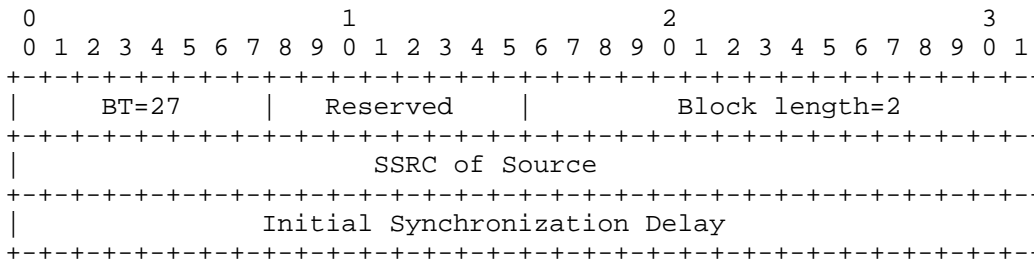 0                   1                   2                   3
 0 1 2 3 4 5 6 7 8 9 0 1 2 3 4 5 6 7 8 9 0 1 2 3 4 5 6 7 8 9 0 1
+-+-+-+-+-+-+-+-+-+-+-+-+-+-+-+-+-+-+-+-+-+-+-+-+-+-+-+-+-+-+-+-
|     BT=27     |   Reserved    |         Block length=2
+-+-+-+-+-+-+-+-+-+-+-+-+-+-+-+-+-+-+-+-+-+-+-+-+-+-+-+-+-+-+-+-
|                      SSRC of Source
+-+-+-+-+-+-+-+-+-+-+-+-+-+-+-+-+-+-+-+-+-+-+-+-+-+-+-+-+-+-+-+-
|               Initial Synchronization Delay
+-+-+-+-+-+-+-+-+-+-+-+-+-+-+-+-+-+-+-+-+-+-+-+-+-+-+-+-+-+-+-+-